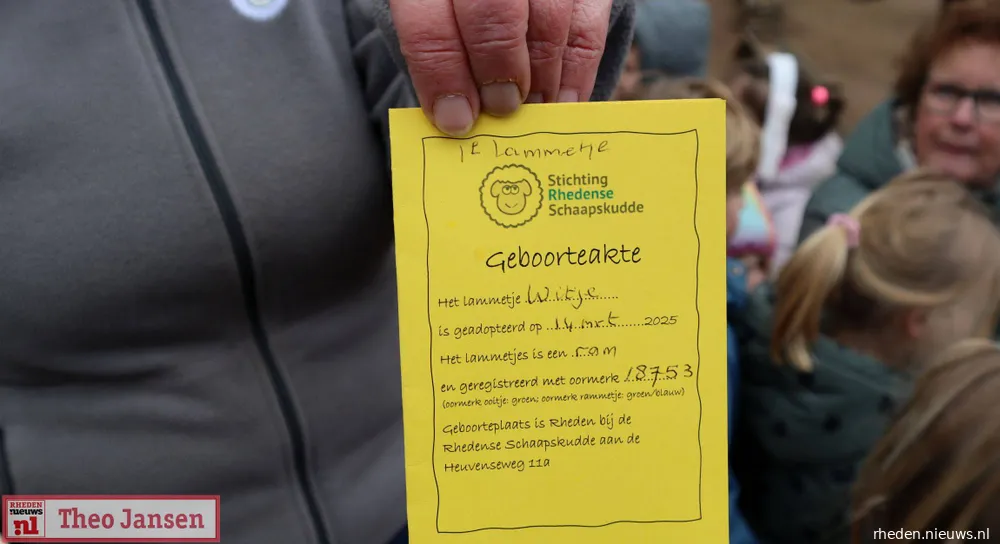 1e Lammetje
Stichting
Rhedense
Schaapskudde
Geboorteakte
Het lammetje Witje
is geadopteerd op ...14 mrt.......2025
Het lammetjes is een .ram
en geregistreerd met oormerk 18753
(oormerk ooitje: groen; oormerk rammetje: groen/blauw)
Geboorteplaats is Rheden bij de
Rhedense Schaapskudde aan de
Heuvenseweg 11a
RHEDEN
nieuws
.nl
Theo Jansen
rheden.nieuws.nl